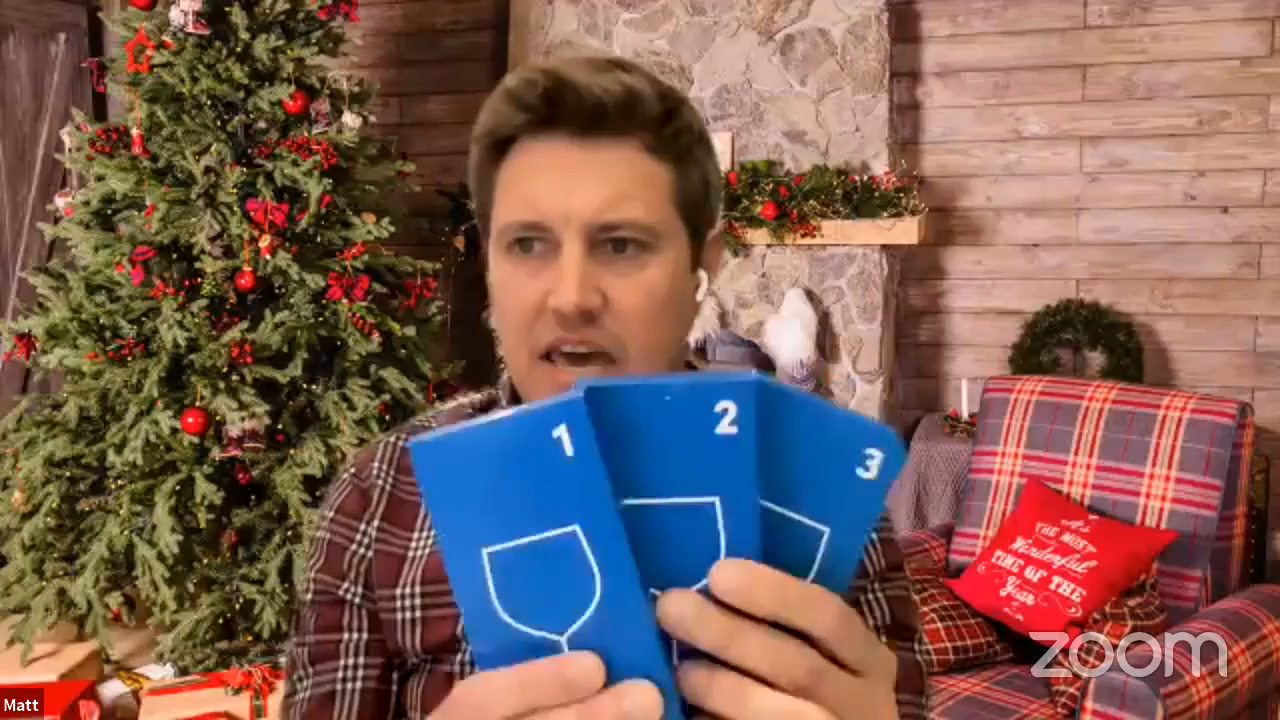 1
2
3
It's
THE MOST
Wonderful
TIME OF THE
Year
zoom
Matt